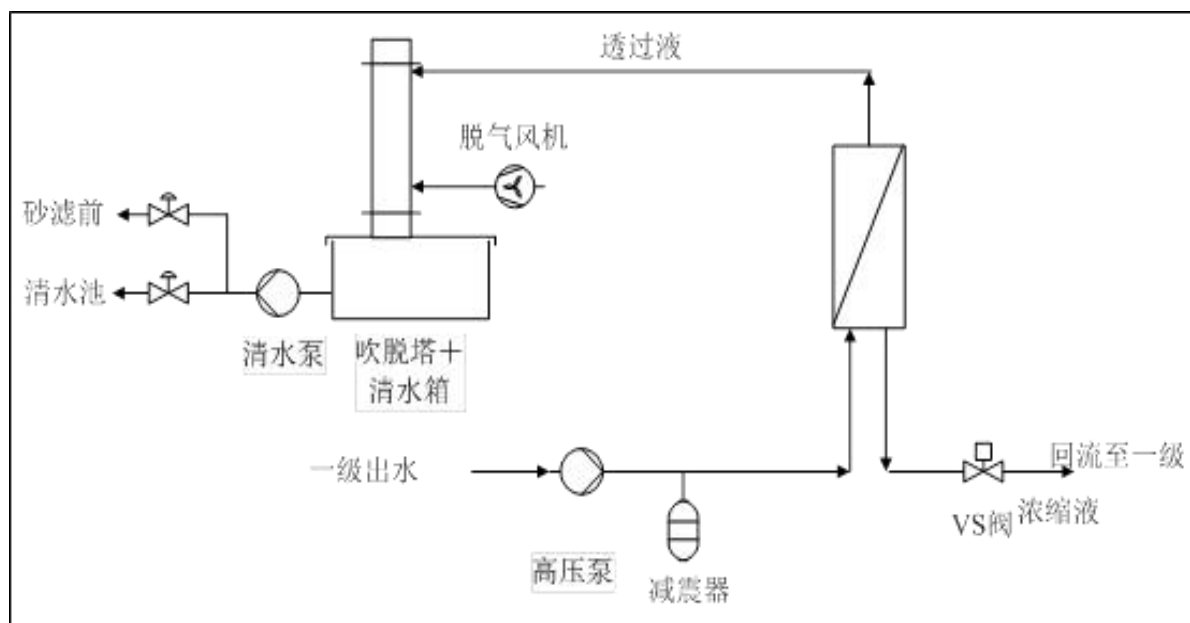 透过液
脱气风机
砂滤前
清水池
清水泵
吹脱塔＋
清水箱
一级出水
回流至一级
VS阀
浓缩液
高压泵
减震器